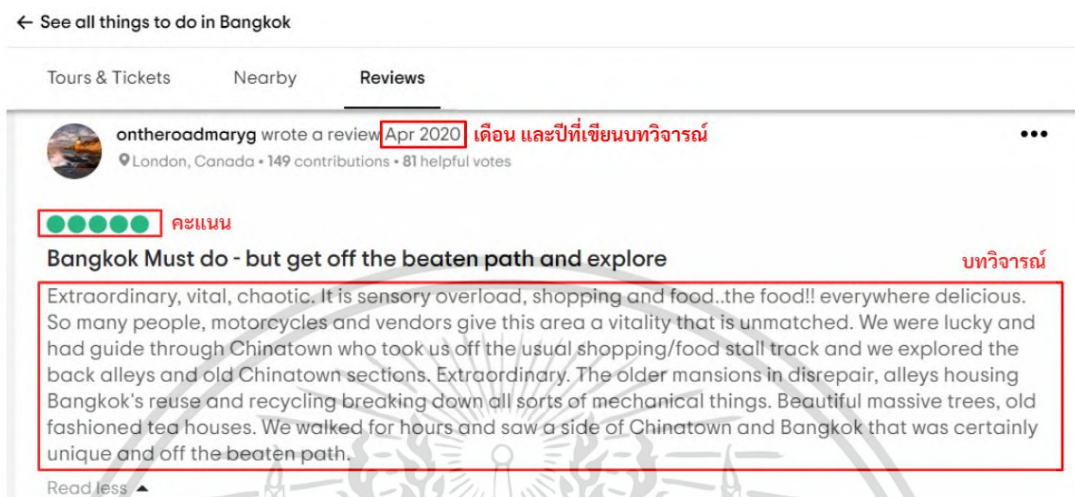 ← See all things to do in Bangkok
Tours & Tickets Nearby Reviews
ontheroadmaryg wrote a review Apr 2020 เดือน และปีที่เขียนบทวิจารณ์
London, Canada • 149 contributions • 81 helpful votes
คะแนน
Bangkok Must do - but get off the beaten path and explore บทวิจารณ์
Extraordinary, vital, chaotic. It is sensory overload, shopping and food..the food!! everywhere delicious.
So many people, motorcycles and vendors give this area a vitality that is unmatched. We were lucky and
had guide through Chinatown who took us off the usual shopping/food stall track and we explored the
back alleys and old Chinatown sections. Extraordinary. The older mansions in disrepair, alleys housing
Bangkok's reuse and recycling breaking down all sorts of mechanical things. Beautiful massive trees, old
fashioned tea houses. We walked for hours and saw a side of Chinatown and Bangkok that was certainly
unique and off the beaten path.
Read less